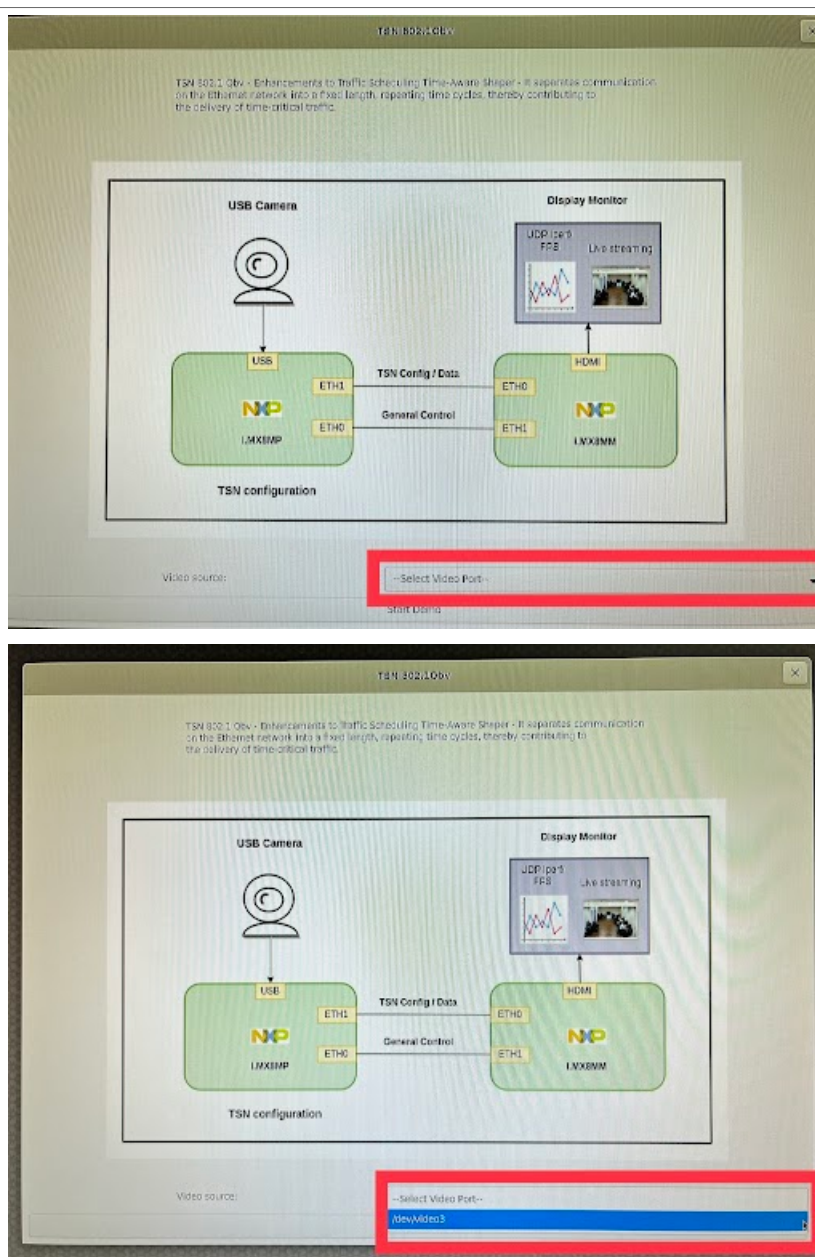 TSN 802.1Qbv
TSN 802.1 Qbv - Enhancements to Traffic Scheduling Time-Aware Shaper - It separates communication
on the Ethernet network into a fixed length, repeating time cycles, thereby contributing to
the delivery of time-critical traffic.
USB Camera
Display Monitor
UDP Iperf
FPS
Live streaming
USB
HDMI
ETH1
TSN Config / Data
ETH0
NXP
NXP
ETH0
General Control
ETH1
I.MX8MP
I.MX8MM
TSN configuration
Video source:
--Select Video Port--
Start Demo
TSN 802.1Qbv
TSN 802.1 Qbv - Enhancements to Traffic Scheduling Time-Aware Shaper - It separates communication
on the Ethernet network into a fixed length, repeating time cycles, thereby contributing to
the delivery of time-critical traffic.
USB Camera
Display Monitor
UDP Iperf
FPS
Live streaming
USB
HDMI
ETH1
TSN Config / Data
ETH0
NXP
NXP
ETH0
General Control
ETH1
I.MX8MP
I.MX8MM
TSN configuration
Video source:
--Select Video Port--
/dev/video3